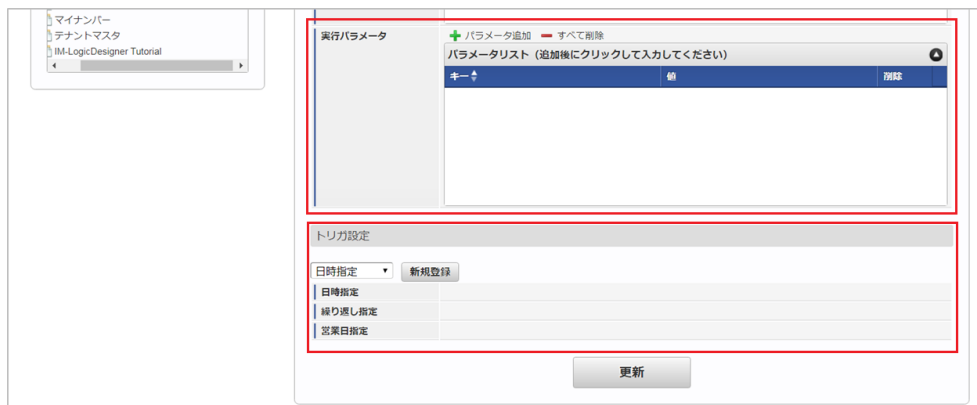 マイナンバー
テナントマスタ
IM-LogicDesigner Tutorial
実行パラメータ
パラメータ追加 すべて削除
パラメータリスト（追加後にクリックして入力してください）
キー 値 削除
トリガ設定
日時指定 新規登録
日時指定
繰り返し指定
営業日指定
更新